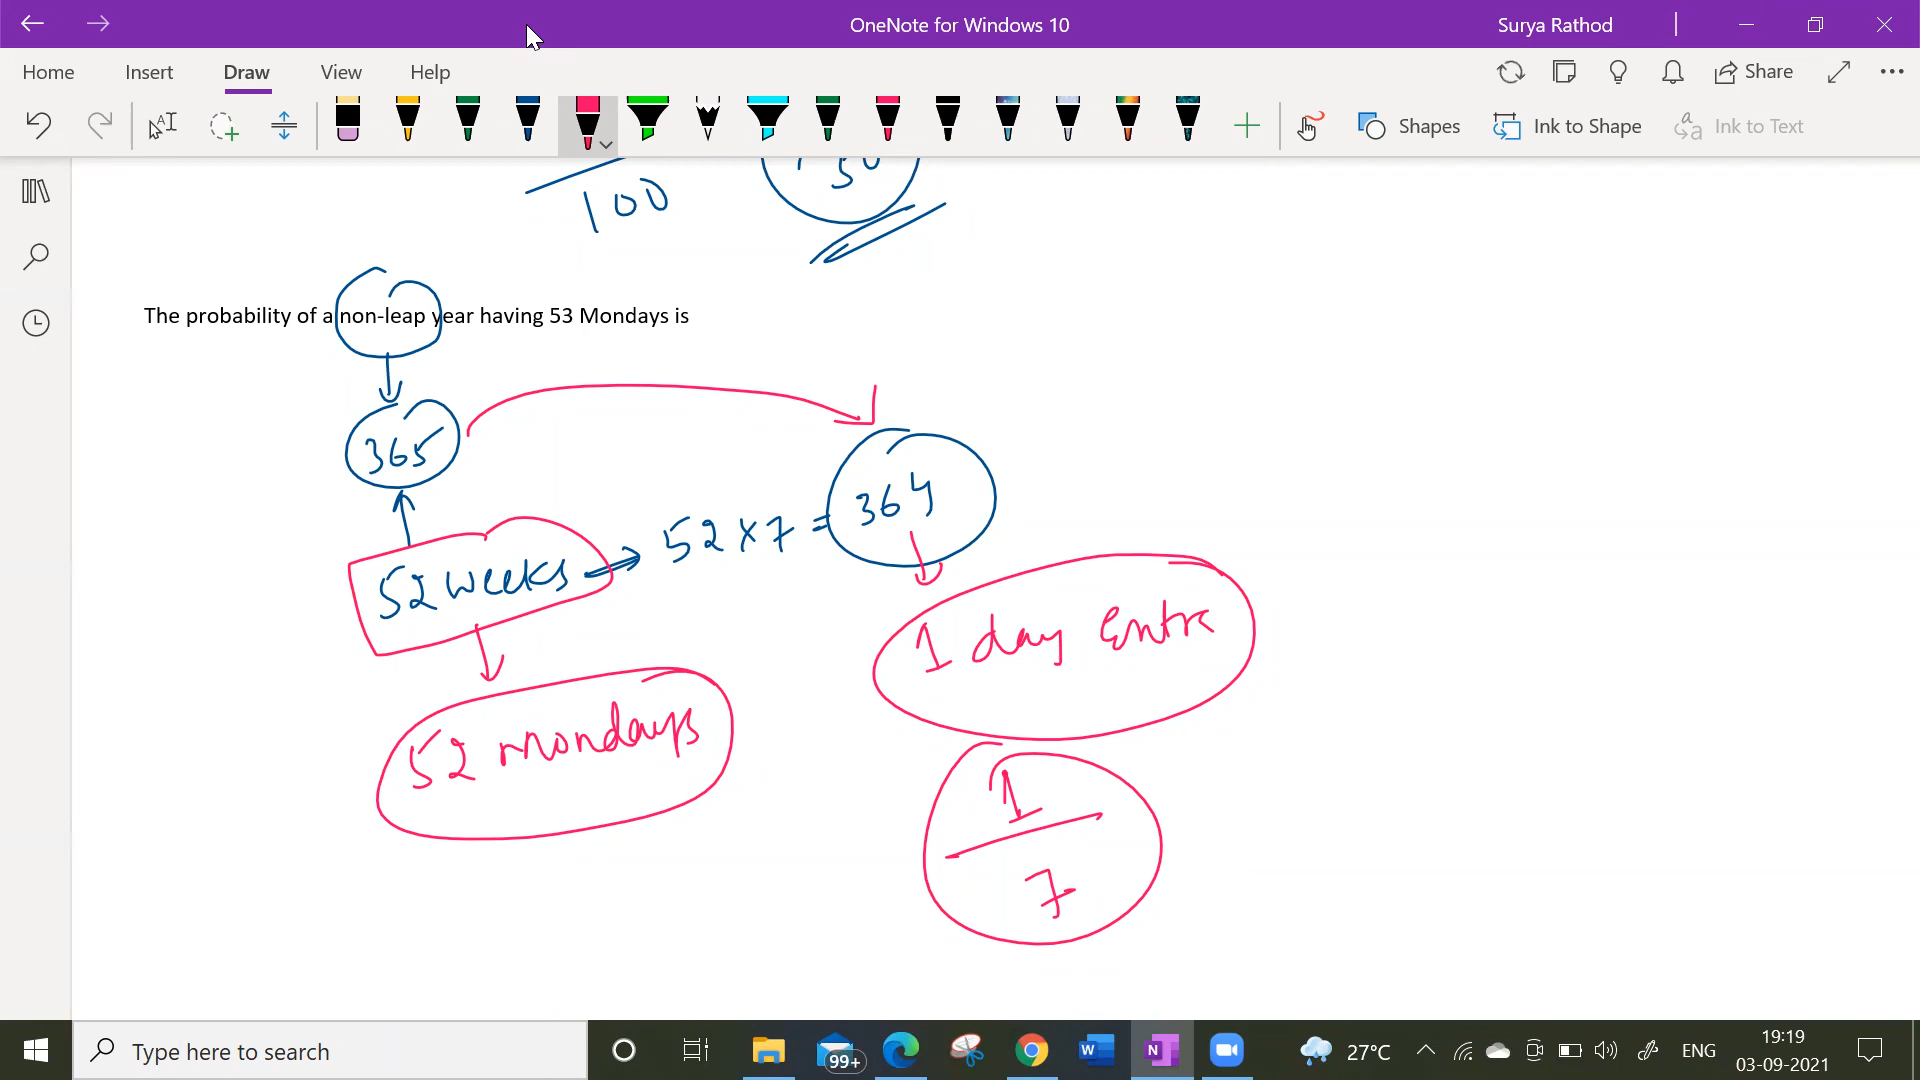 OneNote for Windows 10
Surya Rathod
Home Insert Draw View Help
Share
Shapes Ink to Shape Ink to Text
100
The probability of a non-leap year having 53 Mondays is
365
52 weeks 52 x 7 = 364
1 day Entra
52 Mondays
1
7
Type here to search
99+
27°C
ENG
19:19
03-09-2021